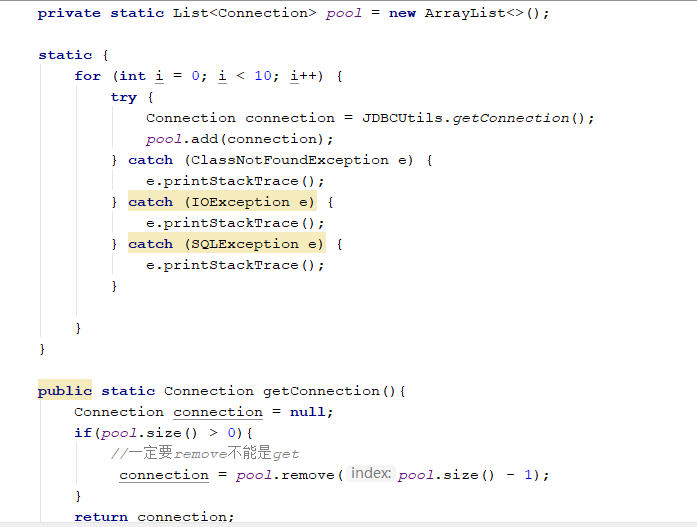 private static List<Connection> pool = new ArrayList<>();
static {
for (int i = 0; i < 10; i++) {
try {
Connection connection = JDBCUtils.getConnection();
pool.add(connection);
} catch (ClassNotFoundException e) {
e.printStackTrace();
} catch (IOException e) {
e.printStackTrace();
} catch (SQLException e) {
e.printStackTrace();
}
}
}
public static Connection getConnection(){
Connection connection = null;
if(pool.size() > 0){
//一定要remove不能是get
connection = pool.remove( index: pool.size() - 1);
}
return connection;